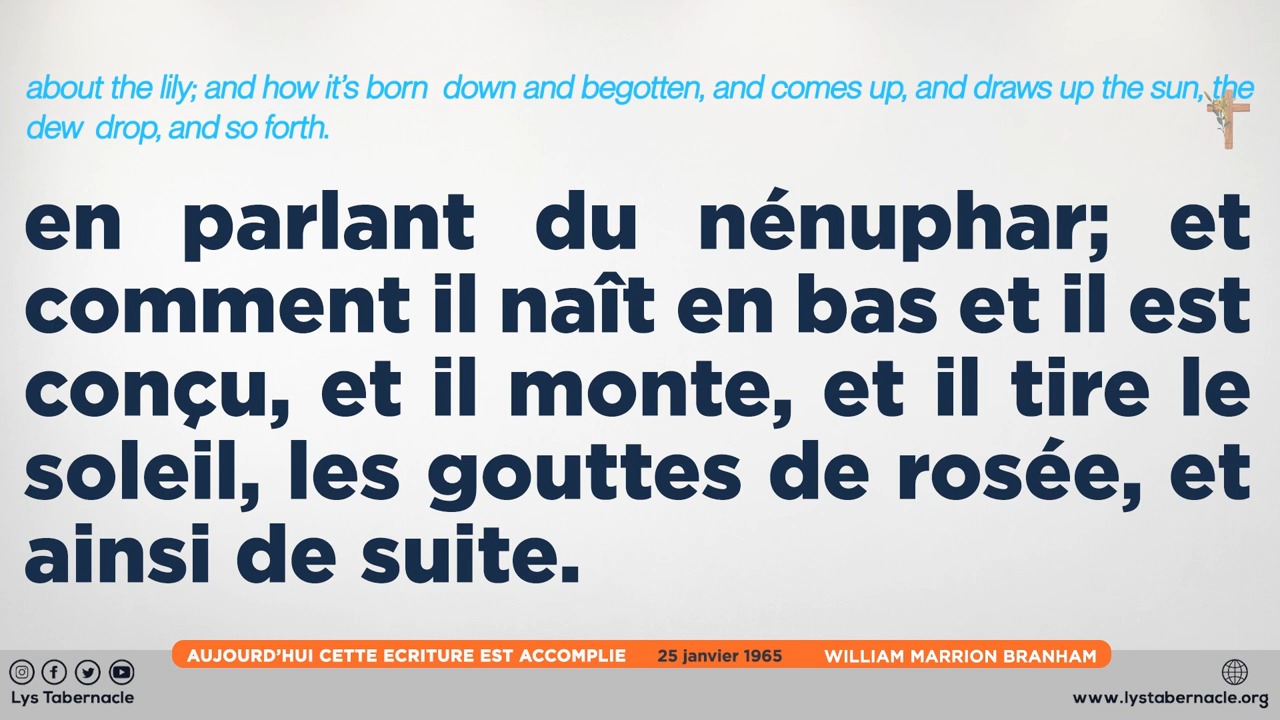 about the lily; and how it's born down and begotten, and comes up, and draws up the sun, the
dew drop, and so forth.
en parlant du nénuphar; et
comment il naît en bas et il est
conçu, et il monte, et il tire le
soleil, les gouttes de rosée, et
ainsi de suite.
AUJOURD'HUI CETTE ECRITURE EST ACCOMPLIE 25 janvier 1965 WILLIAM MARRION BRANHAM
Lys Tabernacle
www.lystabernacle.org